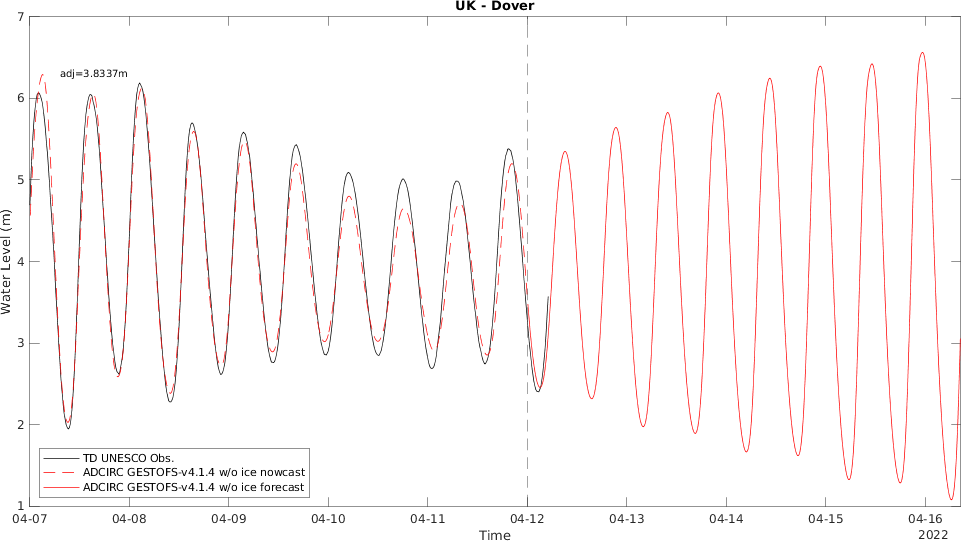 UK - Dover
7
adj=3.8337m
6
5
4
3
2
1
Water Level (m)
TD UNESCO Obs.
ADCIRC GESTOFS-v4.1.4 w/o ice nowcast
ADCIRC GESTOFS-v4.1.4 w/o ice forecast
04-07 04-08 04-09 04-10 04-11 04-12 04-13 04-14 04-15 04-16
Time
2022